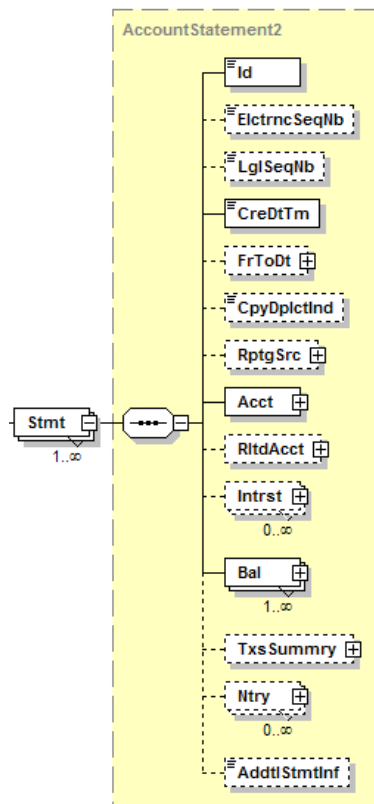 AccountStatement2
Id
ElctrncSeqNb
LglSeqNb
CreDtTm
FrToDt
CpyDplctInd
RptgSrc
Acct
Stmt
1..∞
RltdAcct
Intrst
0..∞
Bal
1..∞
TxsSummry
Ntry
0..∞
AddtlStmtInf